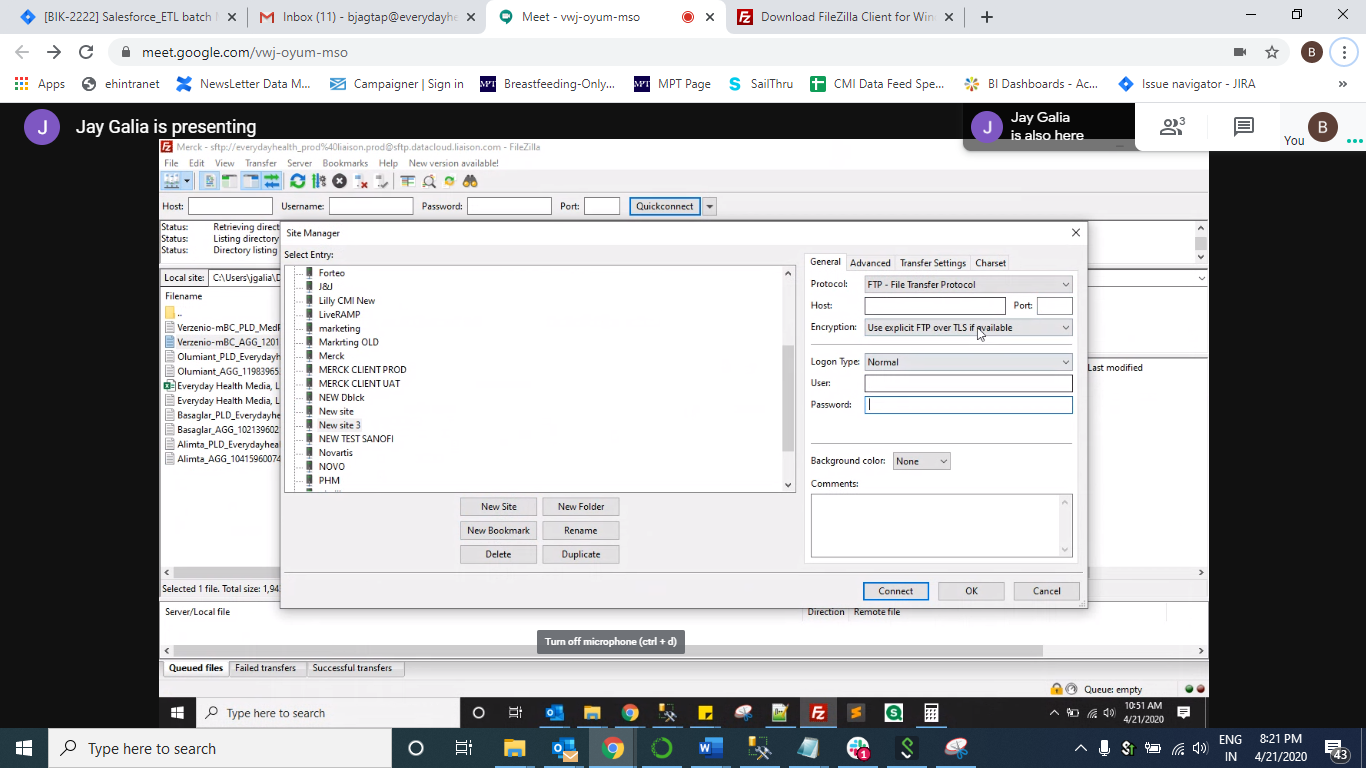 [BIK-2222] Salesforce_ETL batch
Inbox (11) - bjagtap@everydayhe
Meet - vwj-oyum-mso
Download FileZilla Client for Win
meet.google.com/vwj-oyum-mso
B
Apps
ehintranet
NewsLetter Data M...
Campaigner | Sign in
MPT
Breastfeeding-Only...
MPT
MPT Page
SailThru
CMI Data Feed Spe...
BI Dashboards - Ac...
Issue navigator - JIRA
»
J
Jay Galia is presenting
J
Jay Galia
is also here
3
You
B
Merck - sftp://everydayhealth_prod%40liaison.prod@sftp.datacloud.liaison.com - FileZilla
File Edit View Transfer Server Bookmarks Help New version available!
Host: Username: Password: Port: Quickconnect
Status: Retrieving direct
Status: Listing directory
Status: Directory listing
Local site: C:\Users\jgalia\D
Filename
..
Verzenio-mBC_PLD_MedF
Verzenio-mBC_AGG_1201
Olumiant_PLD_Everydayhe
Olumiant_AGG_11983965
Everyday Health Media, L
Everyday Health Media, L
Basaglar_PLD_Everydayhe
Basaglar_AGG_102139602
Alimta_PLD_Everydayheal
Alimta_AGG_10415960074
Selected 1 file. Total size: 1,94
Last modified
Site Manager
Select Entry:
Forteo
J&J
Lilly CMI New
LiveRAMP
marketing
Markrting OLD
Merck
MERCK CLIENT PROD
MERCK CLIENT UAT
NEW Dblck
New site
New site 3
NEW TEST SANOFI
Novartis
NOVO
PHM
New Site New Folder
New Bookmark Rename
Delete Duplicate
General Advanced Transfer Settings Charset
Protocol: FTP - File Transfer Protocol
Host: Port:
Encryption: Use explicit FTP over TLS if available
Logon Type: Normal
User:
Password:
Background color: None
Comments:
Connect OK Cancel
Server/Local file Direction Remote file
Turn off microphone (ctrl + d)
Queued files Failed transfers Successful transfers
Queue: empty
Type here to search
10:51 AM
4/21/2020
Type here to search
1
ENG
IN
8:21 PM
4/21/2020
43